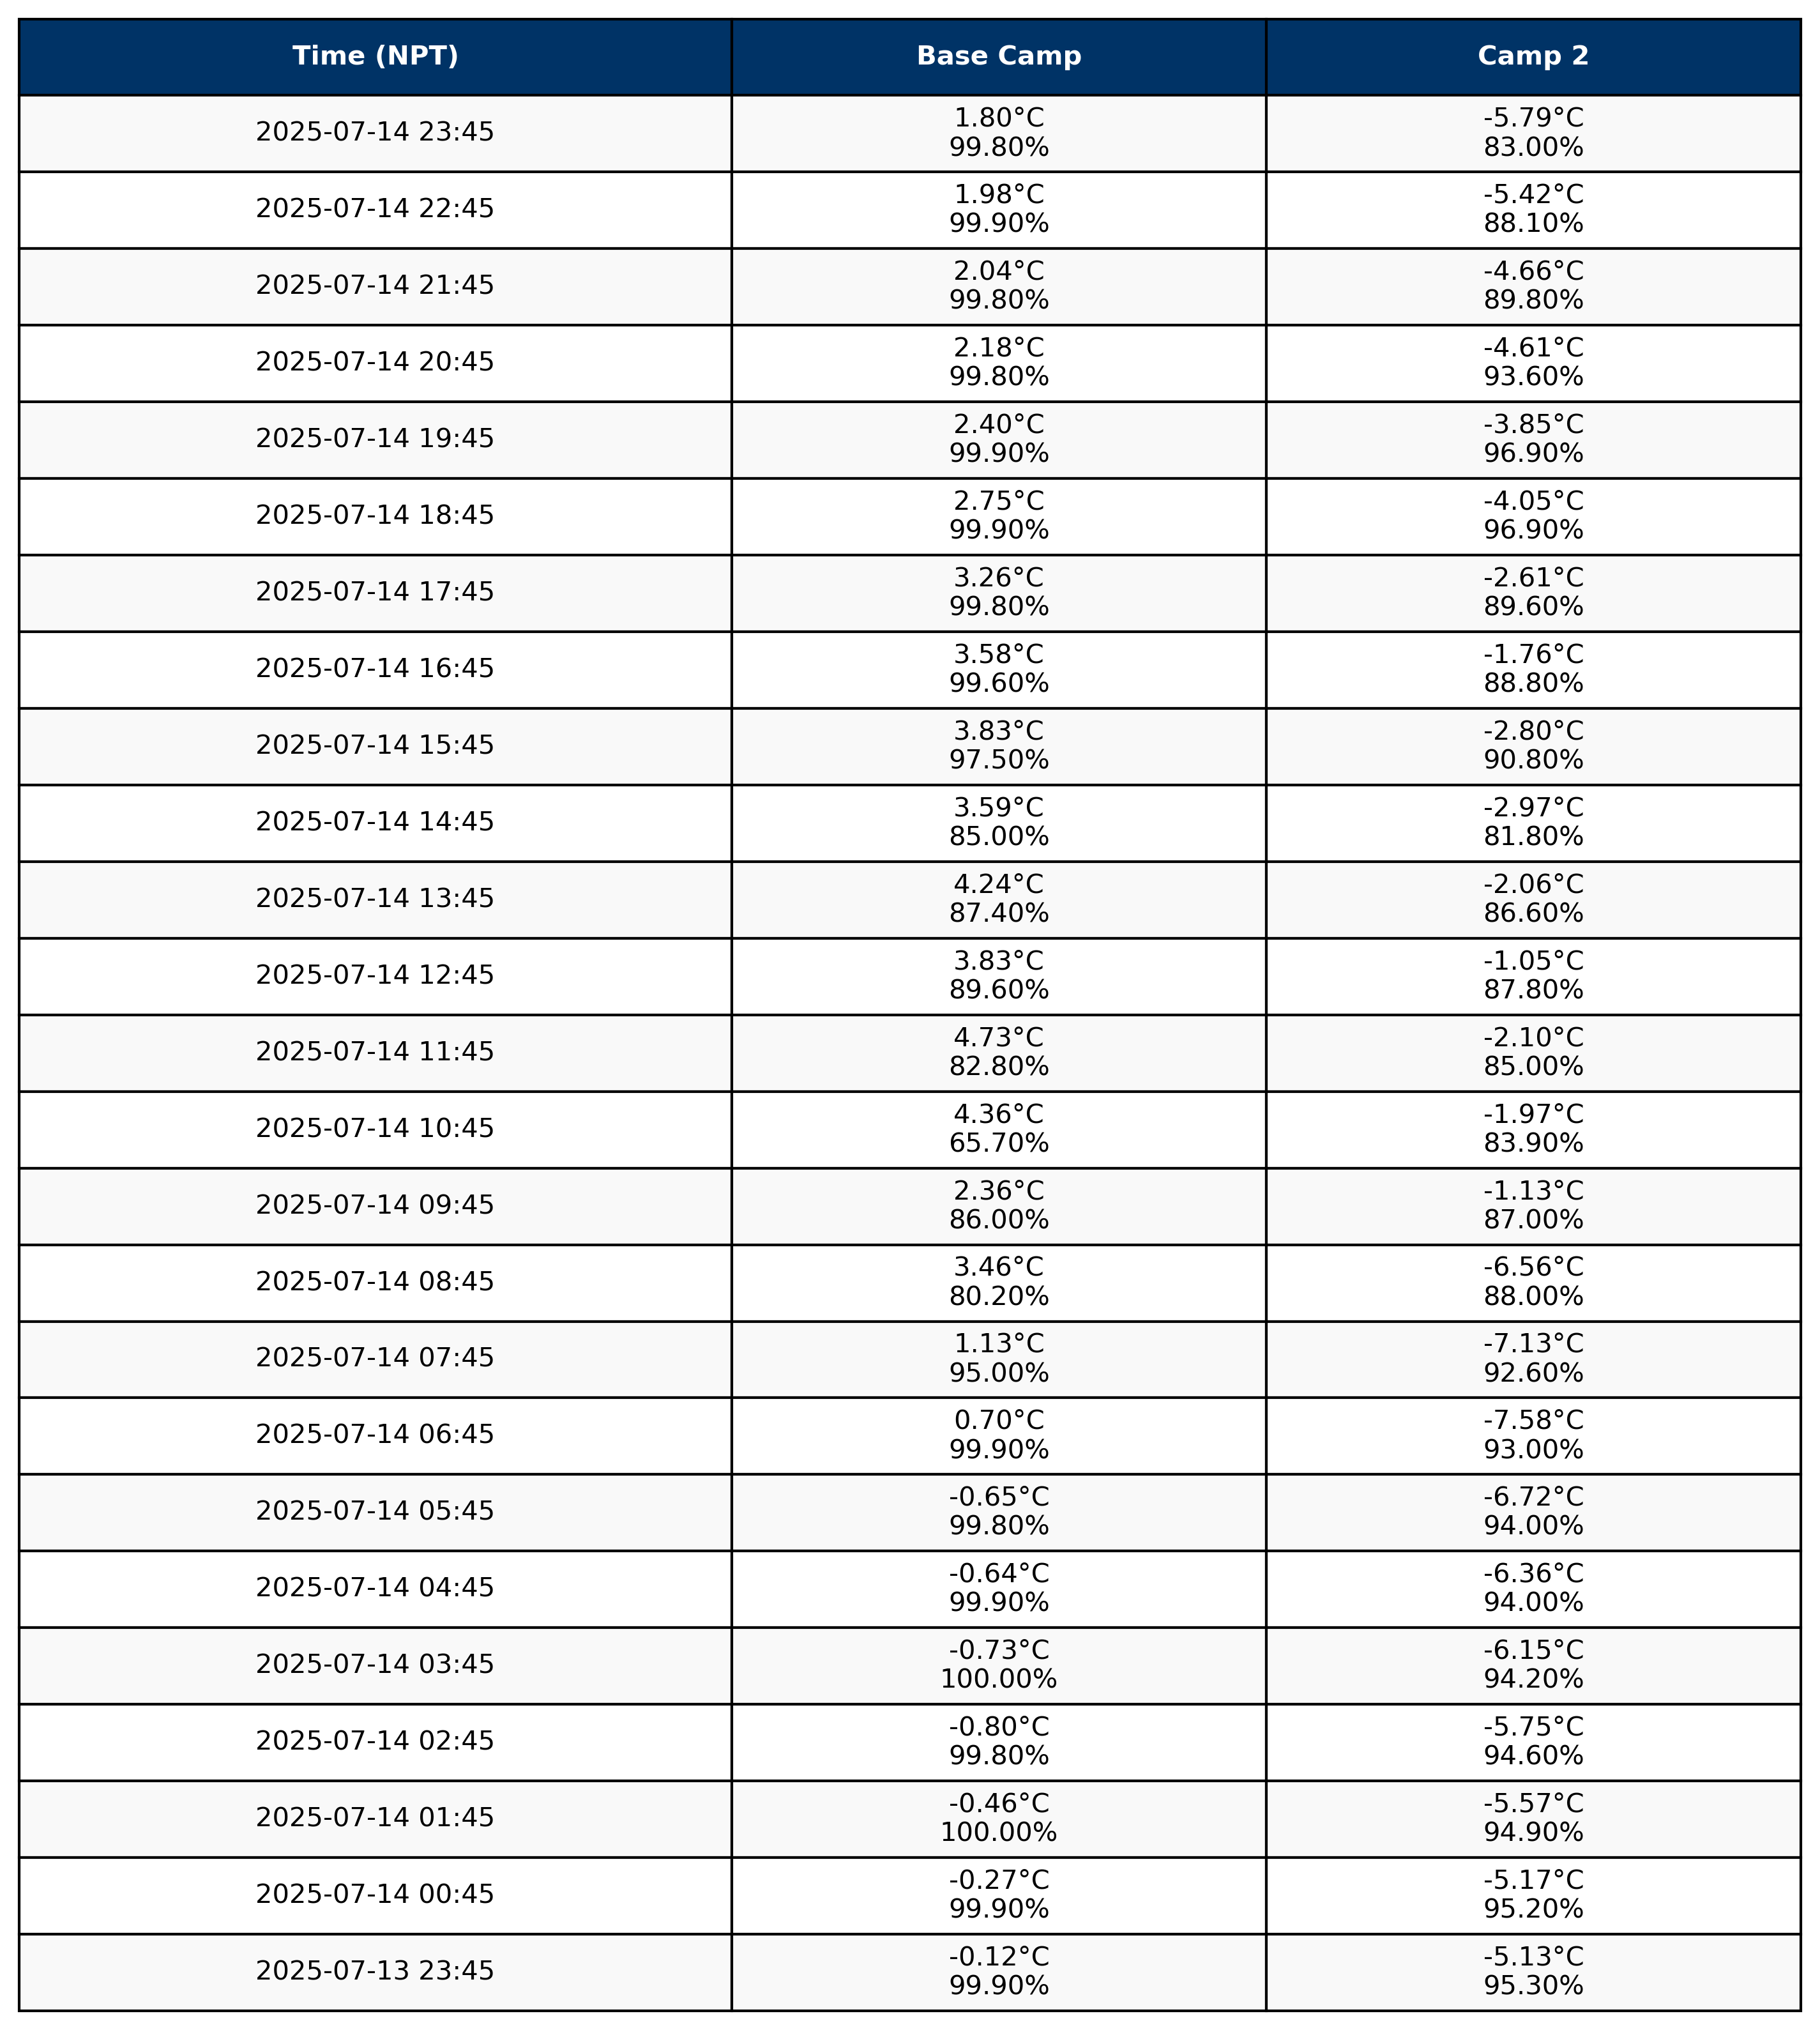 Time (NPT) Base Camp Camp 2
2025-07-14 23:45 1.80°C 99.80% -5.79°C 83.00%
2025-07-14 22:45 1.98°C 99.90% -5.42°C 88.10%
2025-07-14 21:45 2.04°C 99.80% -4.66°C 89.80%
2025-07-14 20:45 2.18°C 99.80% -4.61°C 93.60%
2025-07-14 19:45 2.40°C 99.90% -3.85°C 96.90%
2025-07-14 18:45 2.75°C 99.90% -4.05°C 96.90%
2025-07-14 17:45 3.26°C 99.80% -2.61°C 89.60%
2025-07-14 16:45 3.58°C 99.60% -1.76°C 88.80%
2025-07-14 15:45 3.83°C 97.50% -2.80°C 90.80%
2025-07-14 14:45 3.59°C 85.00% -2.97°C 81.80%
2025-07-14 13:45 4.24°C 87.40% -2.06°C 86.60%
2025-07-14 12:45 3.83°C 89.60% -1.05°C 87.80%
2025-07-14 11:45 4.73°C 82.80% -2.10°C 85.00%
2025-07-14 10:45 4.36°C 65.70% -1.97°C 83.90%
2025-07-14 09:45 2.36°C 86.00% -1.13°C 87.00%
2025-07-14 08:45 3.46°C 80.20% -6.56°C 88.00%
2025-07-14 07:45 1.13°C 95.00% -7.13°C 92.60%
2025-07-14 06:45 0.70°C 99.90% -7.58°C 93.00%
2025-07-14 05:45 -0.65°C 99.80% -6.72°C 94.00%
2025-07-14 04:45 -0.64°C 99.90% -6.36°C 94.00%
2025-07-14 03:45 -0.73°C 100.00% -6.15°C 94.20%
2025-07-14 02:45 -0.80°C 99.80% -5.75°C 94.60%
2025-07-14 01:45 -0.46°C 100.00% -5.57°C 94.90%
2025-07-14 00:45 -0.27°C 99.90% -5.17°C 95.20%
2025-07-13 23:45 -0.12°C 99.90% -5.13°C 95.30%